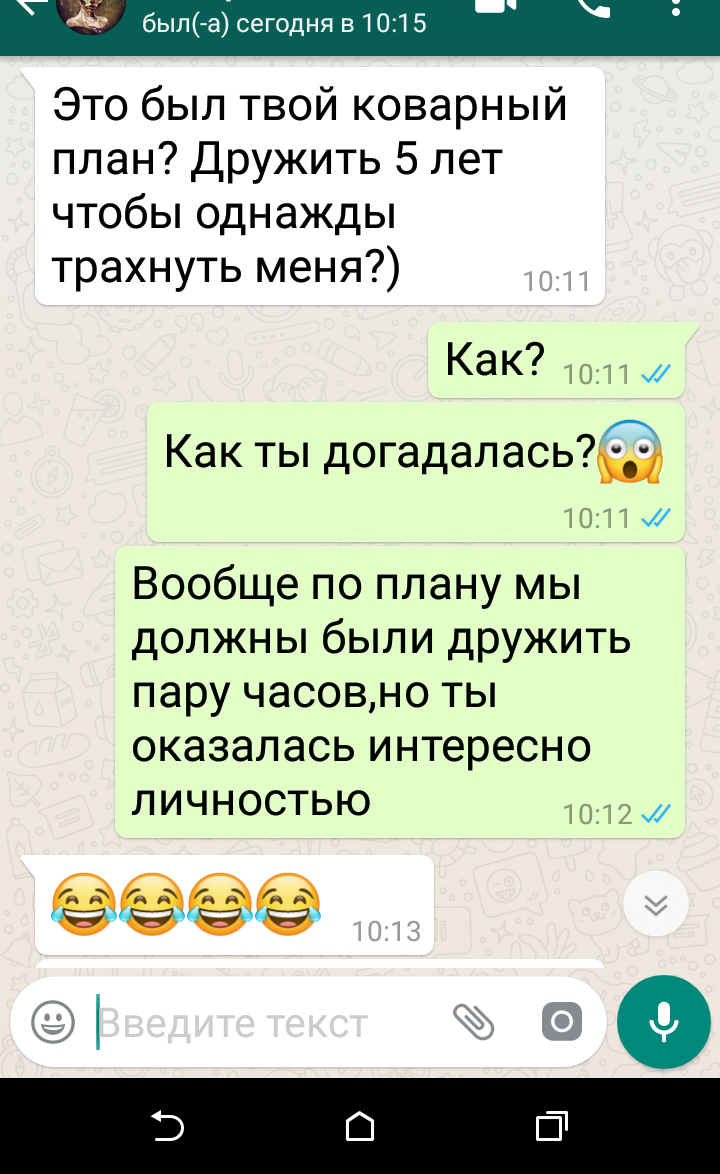 был(-а) сегодня в 10:15
Это был твой коварный
план? Дружить 5 лет
чтобы однажды
трахнуть меня?)
10:11
Как?
10:11
Как ты догадалась?😱
10:11
Вообще по плану мы
должны были дружить
пару часов,но ты
оказалась интересно
личностью
10:12
😂😂😂😂
10:13
Введите текст